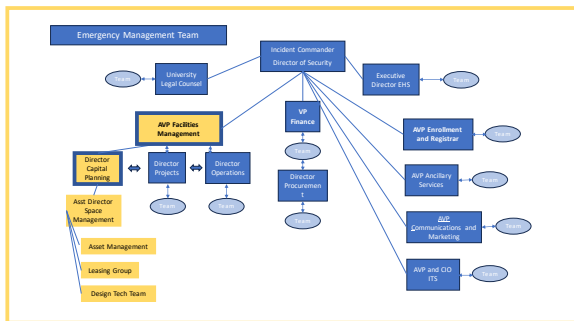 Emergency Management Team
Incident Commander
Director of Security
Team
University
Legal Counsel
Executive
Director EHS
Team
AVP Facilities
Management
VP
Finance
AVP Enrollment
and Registrar
Team
Team
Director
Capital
Planning
Director
Projects
Director
Operations
Director
Procuremen
t
AVP Ancillary
Services
Team
Team
Team
Team
Asst Director
Space
Management
AVP
Communications and
Marketing
Team
Asset Management
Leasing Group
Design Tech Team
AVP and CIO
ITS
Team